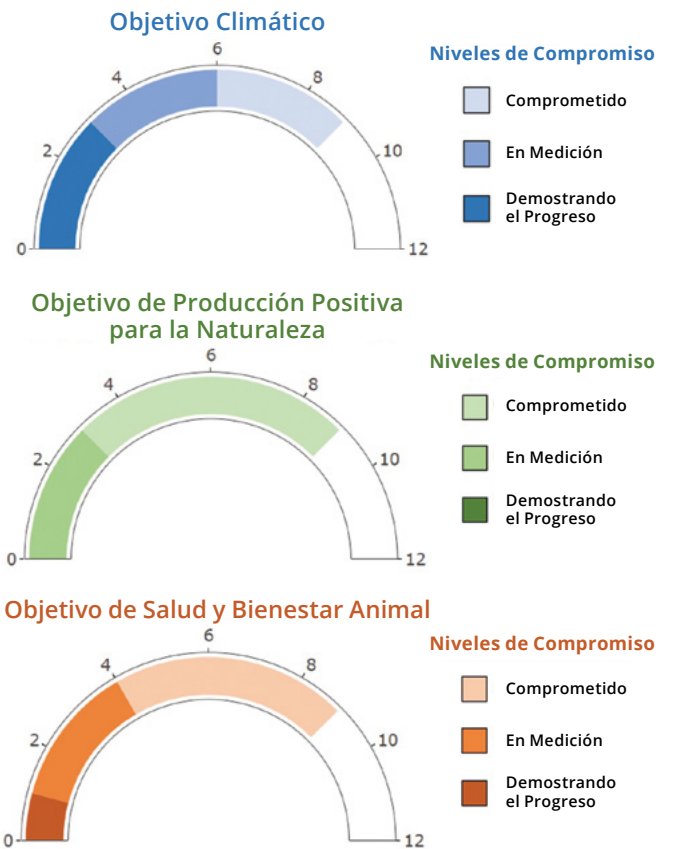 Objetivo Climático
0
2
4
6
8
10
12
Niveles de Compromiso
Comprometido
En Medición
Demostrando
el Progreso
Objetivo de Producción Positiva
para la Naturaleza
0
2
4
6
8
10
12
Niveles de Compromiso
Comprometido
En Medición
Demostrando
el Progreso
Objetivo de Salud y Bienestar Animal
0
2
4
6
8
10
12
Niveles de Compromiso
Comprometido
En Medición
Demostrando
el Progreso